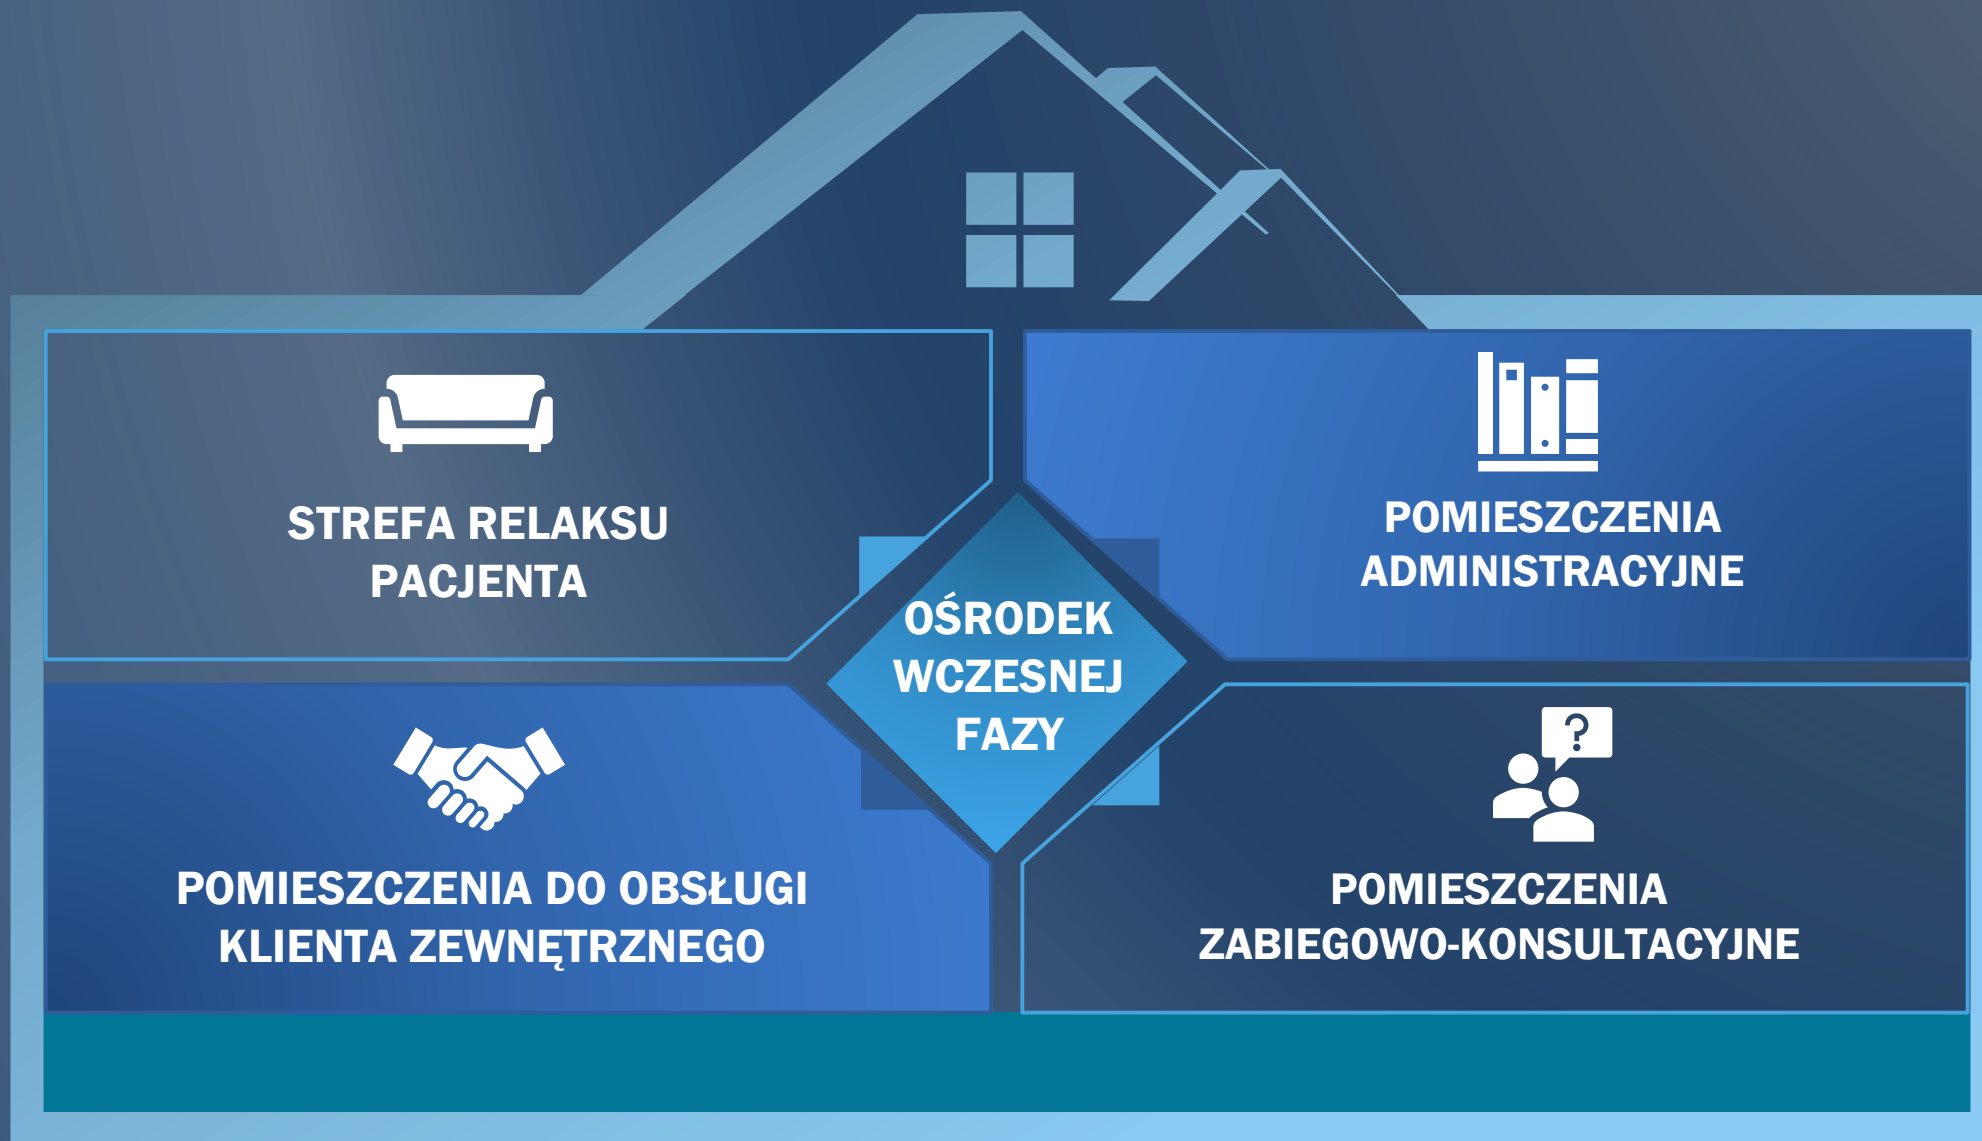 STREFA RELAKSU
PACJENTA
POMIESZCZENIA
ADMINISTRACYJNE
OŚRODEK
WCZESNEJ
FAZY
POMIESZCZENIA DO OBSŁUGI
KLIENTA ZEWNĘTRZNEGO
?
POMIESZCZENIA
ZABIEGOWO-KONSULTACYJNE